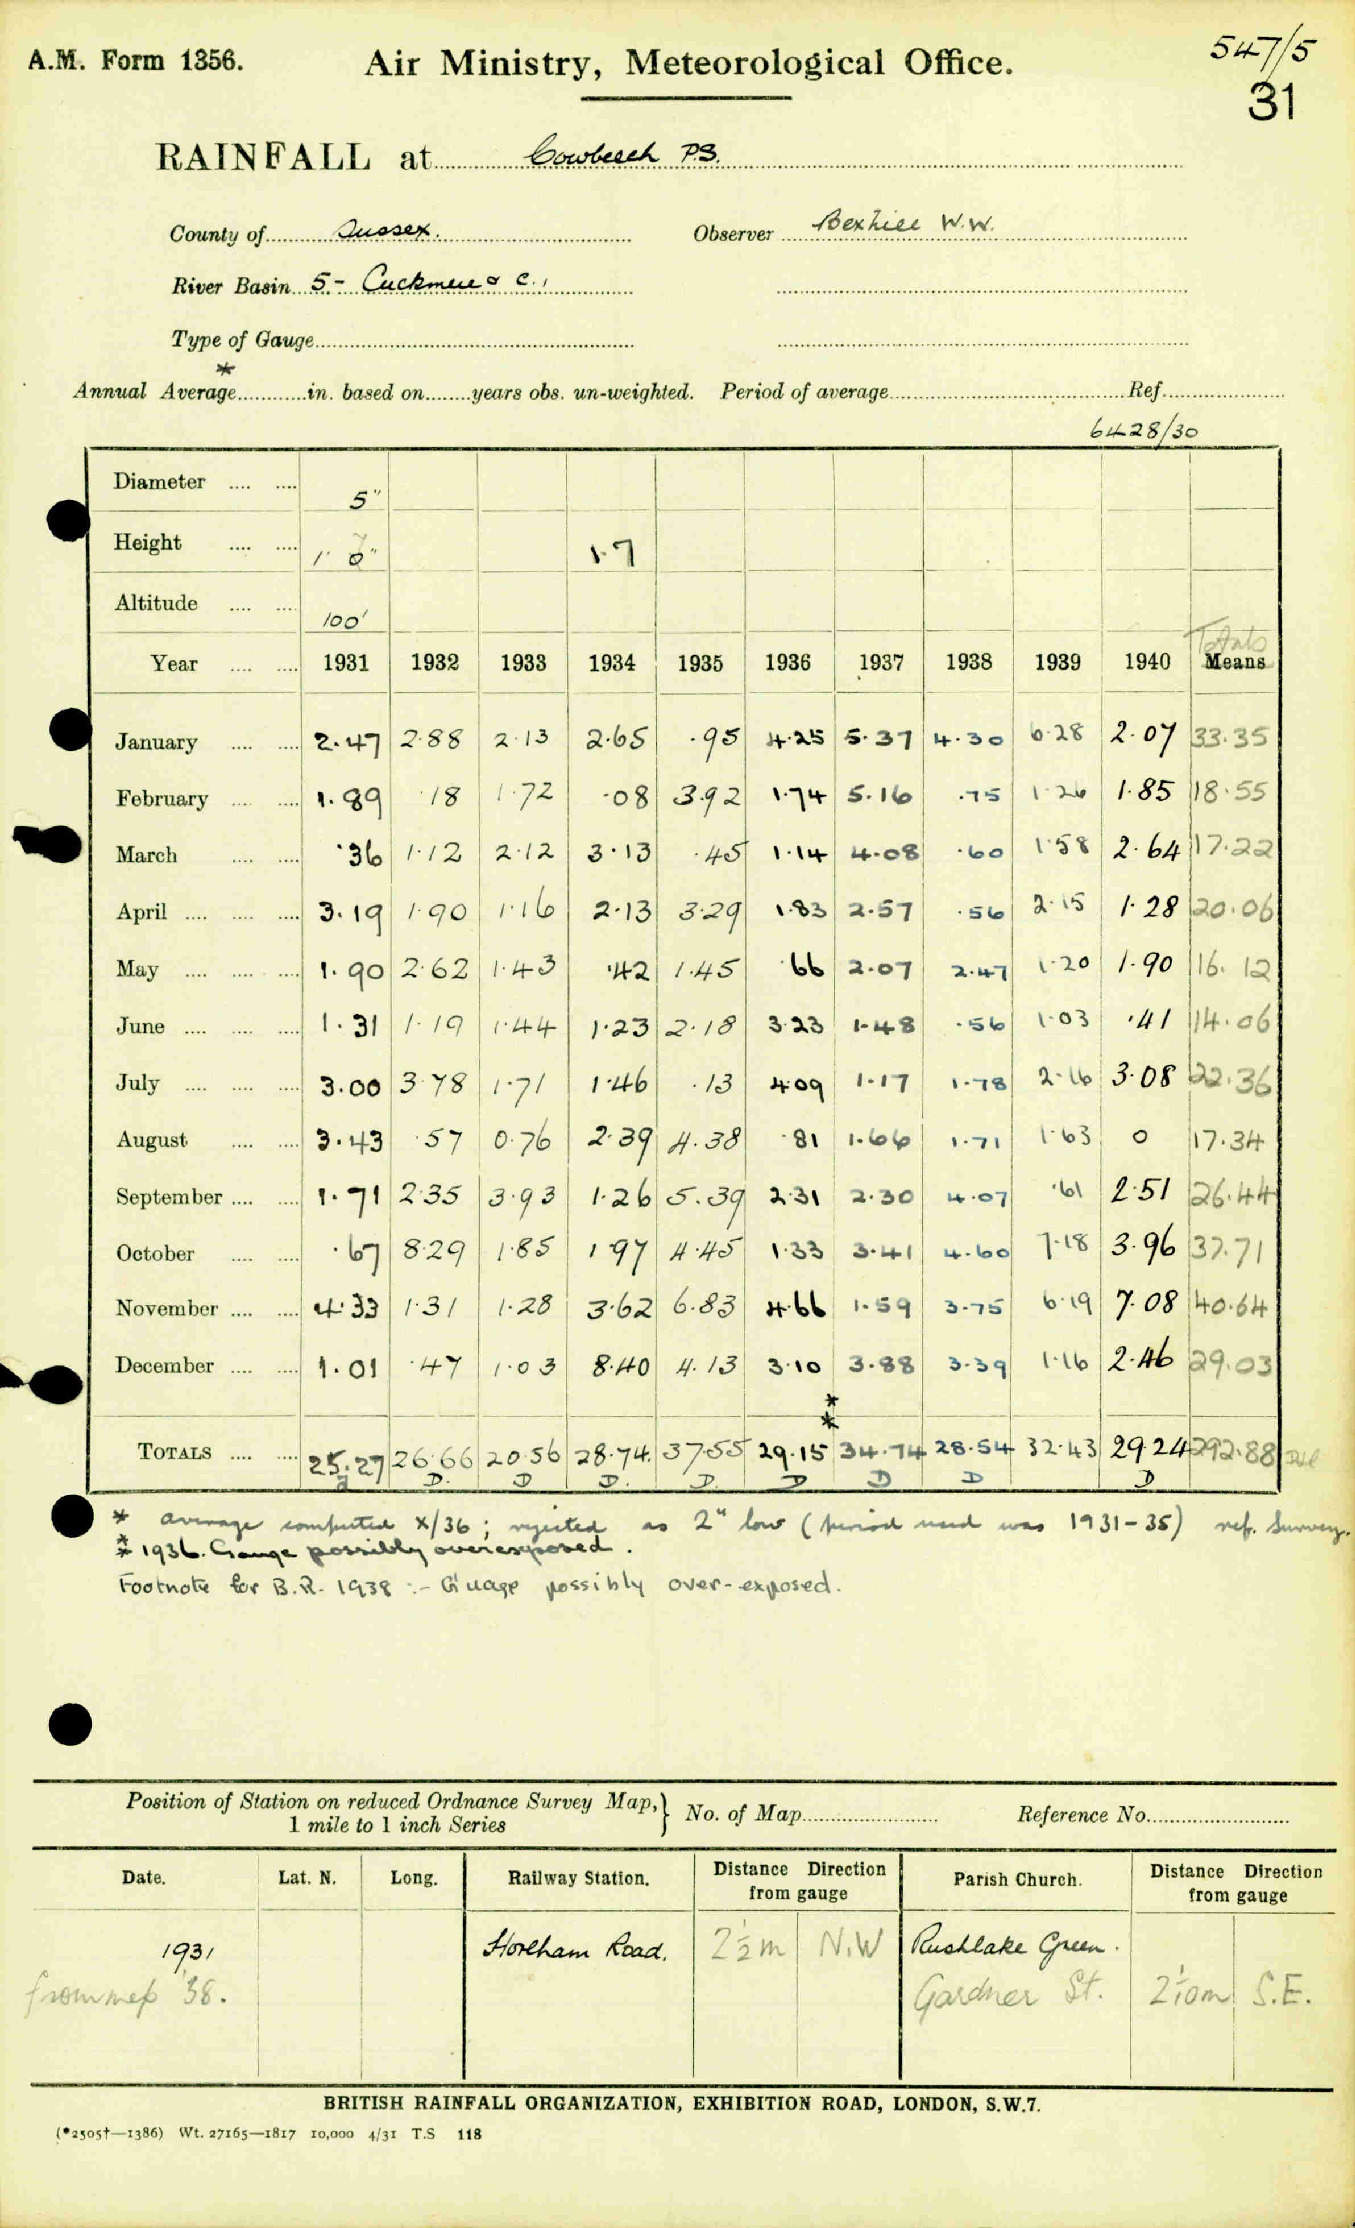 A.M. Form 1356.
Air Ministry, Meteorological Office.
547/5
31
RAINFALL at Cowbeech P.S.
County of Sussex. Observer Bexhill W.W.
River Basin 5 - Cuckmere & c.,
Type of Gauge
*
Annual Average in. based on years obs. un-weighted. Period of average Ref.
6428/30
Diameter 5"
Height 1' 0" 7 1·7
Altitude 100'
Totals
Year 1931 1932 1933 1934 1935 1936 1937 1938 1939 1940 Means
January 2.47 2.88 2.13 2.65 .95 4.25 5.37 4.30 6.28 2.07 33.35
February 1.89 .18 1.72 .08 3.92 1.74 5.16 .75 1.26 1.85 18.55
March .36 1.12 2.12 3.13 .45 1.14 4.08 .60 1.58 2.64 17.22
April 3.19 1.90 1.16 2.13 3.29 1.83 2.57 .56 2.15 1.28 20.06
May 1.90 2.62 1.43 .42 1.45 .66 2.07 2.47 1.20 1.90 16.12
June 1.31 1.19 1.44 1.23 2.18 3.23 1.48 .56 1.03 .41 14.06
July 3.00 3.78 1.71 1.46 .13 4.09 1.17 1.78 2.16 3.08 22.36
August 3.43 .57 0.76 2.39 4.38 .81 1.66 1.71 1.63 0 17.34
September 1.71 2.35 3.93 1.26 5.39 2.31 2.30 4.07 .61 2.51 26.44
October .67 8.29 1.85 1.97 4.45 1.33 3.41 4.60 7.18 3.96 37.71
November 4.33 1.31 1.28 3.62 6.83 4.66 1.59 3.75 6.19 7.08 40.64
December 1.01 .47 1.03 8.40 4.13 3.10 3.88 3.39 1.16 2.46 29.03
*
*
TOTALS 25.27 26.66 20.56 28.74. 37.55 29.15 34.74 28.54 32.43 29.24 292.88
D. D D. D. D D D D
* average computed X/36; rejected as 2" low (period used was 1931-35) ref. Survey.
** 1936. Gauge possibly overexposed.
Footnote for B.R. 1938 :- Guage possibly over-exposed.
Position of Station on reduced Ordnance Survey Map, } No. of Map Reference No.
1 mile to 1 inch Series
Date. Lat. N. Long. Railway Station. Distance Direction from gauge Parish Church. Distance Direction from gauge
1931 Horeham Road. 2½m N.W Rushlake Green.
from map '38. Gardner St. 2⅒m S.E.
BRITISH RAINFALL ORGANIZATION, EXHIBITION ROAD, LONDON, S.W.7.
(*2505†—1386) Wt. 27165—1817 10,000 4/31 T.S 118